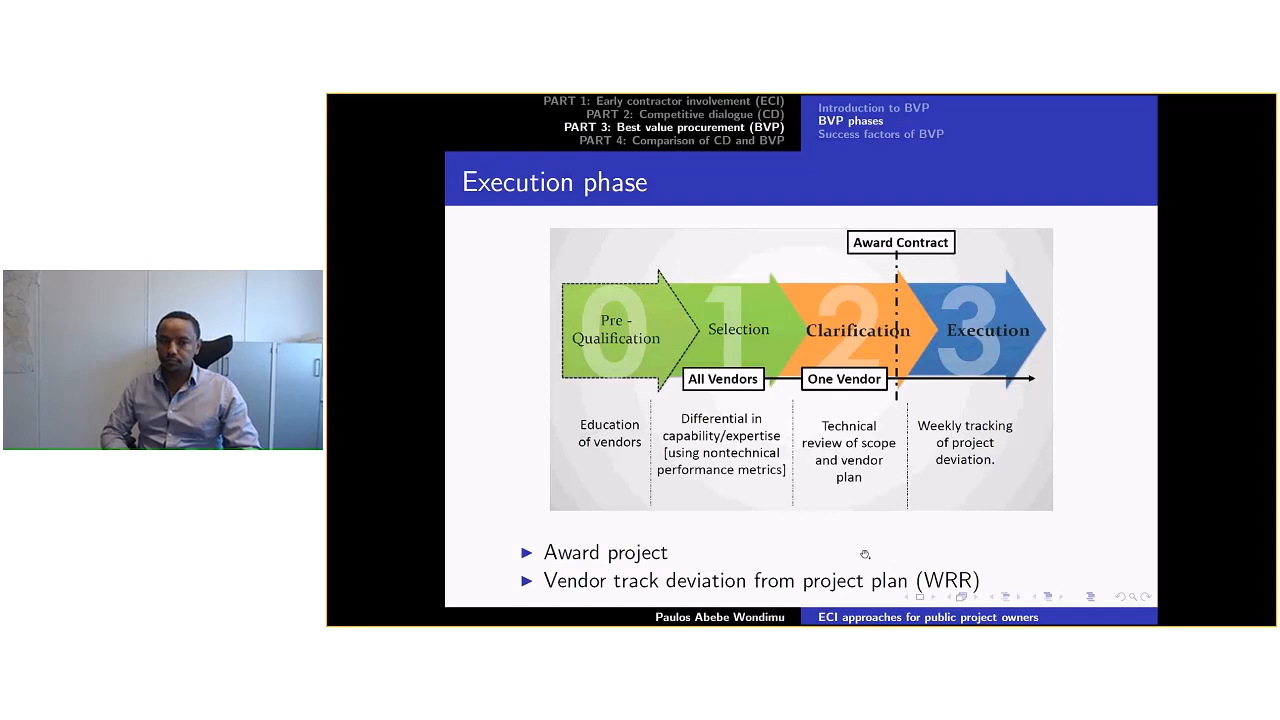 PART 1: Early contractor involvement (ECI)
PART 2: Competitive dialogue (CD)
PART 3: Best value procurement (BVP)
PART 4: Comparison of CD and BVP
Introduction to BVP
BVP phases
Success factors of BVP
Execution phase
Award Contract
0
Pre -
Qualification
1
Selection
2
Clarification
3
Execution
All Vendors
One Vendor
Education
of vendors
Differential in
capability/expertise
[using nontechnical
performance metrics]
Technical
review of scope
and vendor
plan
Weekly tracking
of project
deviation.
Award project
Vendor track deviation from project plan (WRR)
Paulos Abebe Wondimu
ECI approaches for public project owners